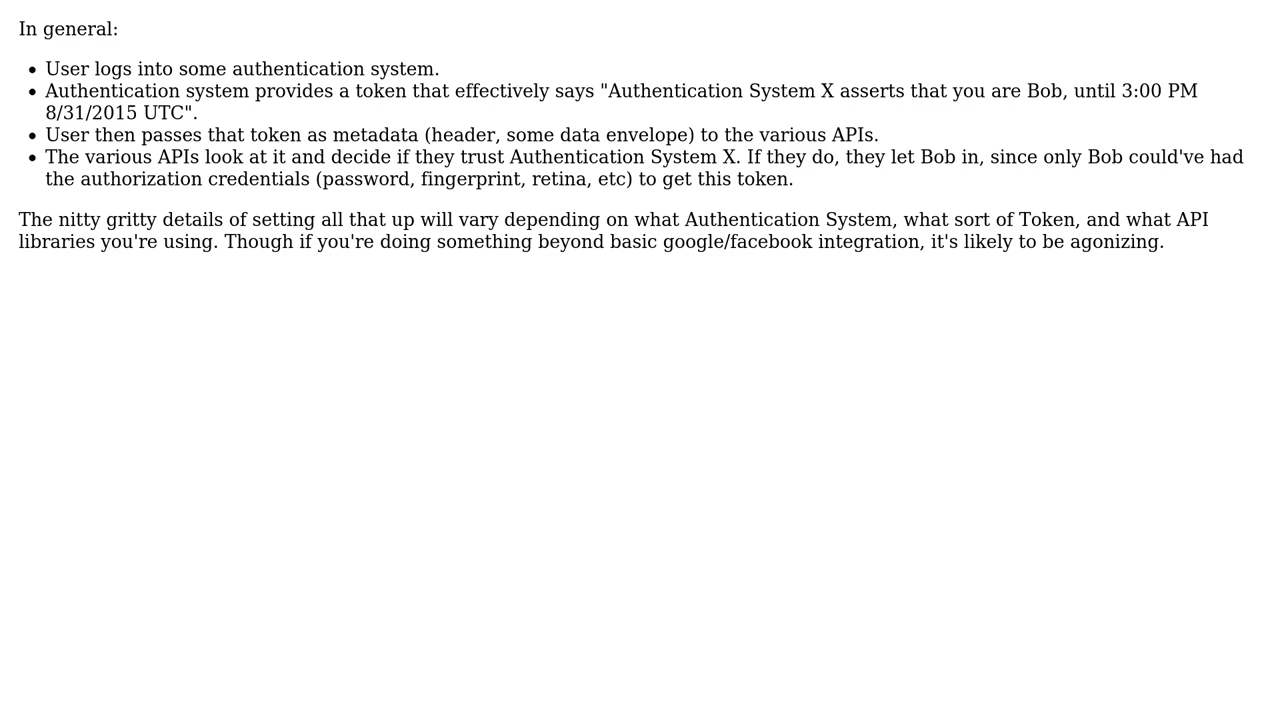 In general:
• User logs into some authentication system.
• Authentication system provides a token that effectively says "Authentication System X asserts that you are Bob, until 3:00 PM
8/31/2015 UTC".
• User then passes that token as metadata (header, some data envelope) to the various APIs.
• The various APIs look at it and decide if they trust Authentication System X. If they do, they let Bob in, since only Bob could've had
the authorization credentials (password, fingerprint, retina, etc) to get this token.
The nitty gritty details of setting all that up will vary depending on what Authentication System, what sort of Token, and what API
libraries you're using. Though if you're doing something beyond basic google/facebook integration, it's likely to be agonizing.